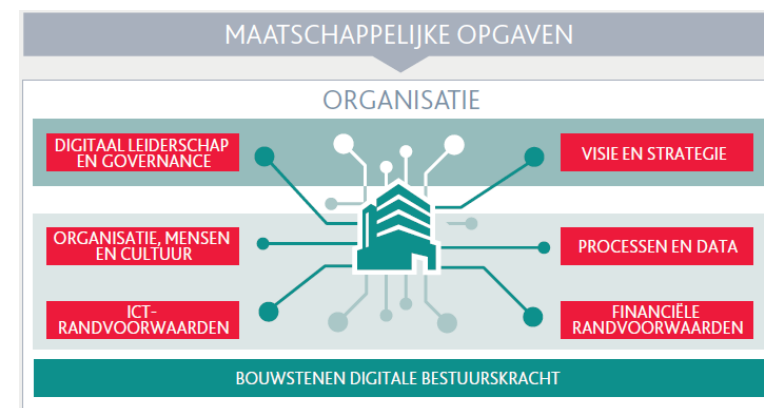 MAATSCHAPPELIJKE OPGAVEN
ORGANISATIE
DIGITAAL LEIDERSCHAP
EN GOVERNANCE
VISIE EN STRATEGIE
ORGANISATIE, MENSEN
EN CULTUUR
PROCESSEN EN DATA
ICT-
RANDVOORWAARDEN
FINANCIËLE
RANDVOORWAARDEN
BOUWSTENEN DIGITALE BESTUURSKRACHT